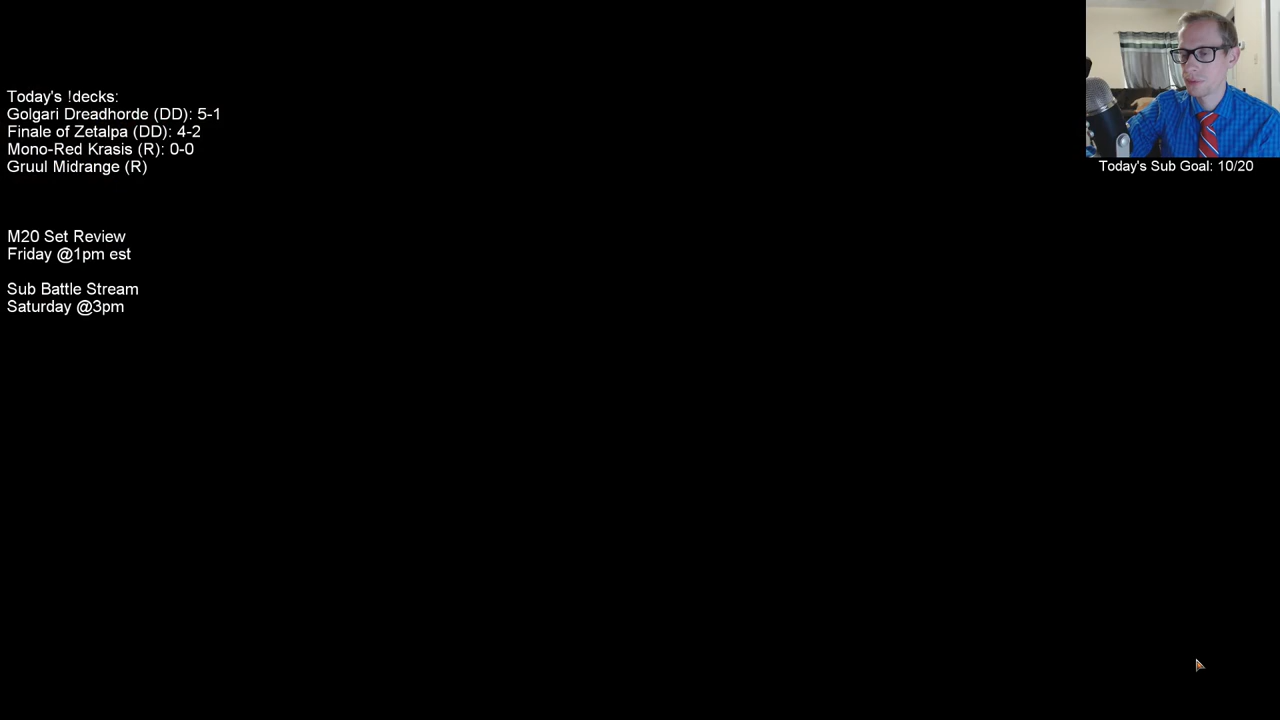 Today's !decks:
Golgari Dreadhorde (DD): 5-1
Finale of Zetalpa (DD): 4-2
Mono-Red Krasis (R): 0-0
Gruul Midrange (R)
Today's Sub Goal: 10/20
M20 Set Review
Friday @1pm est
Sub Battle Stream
Saturday @3pm